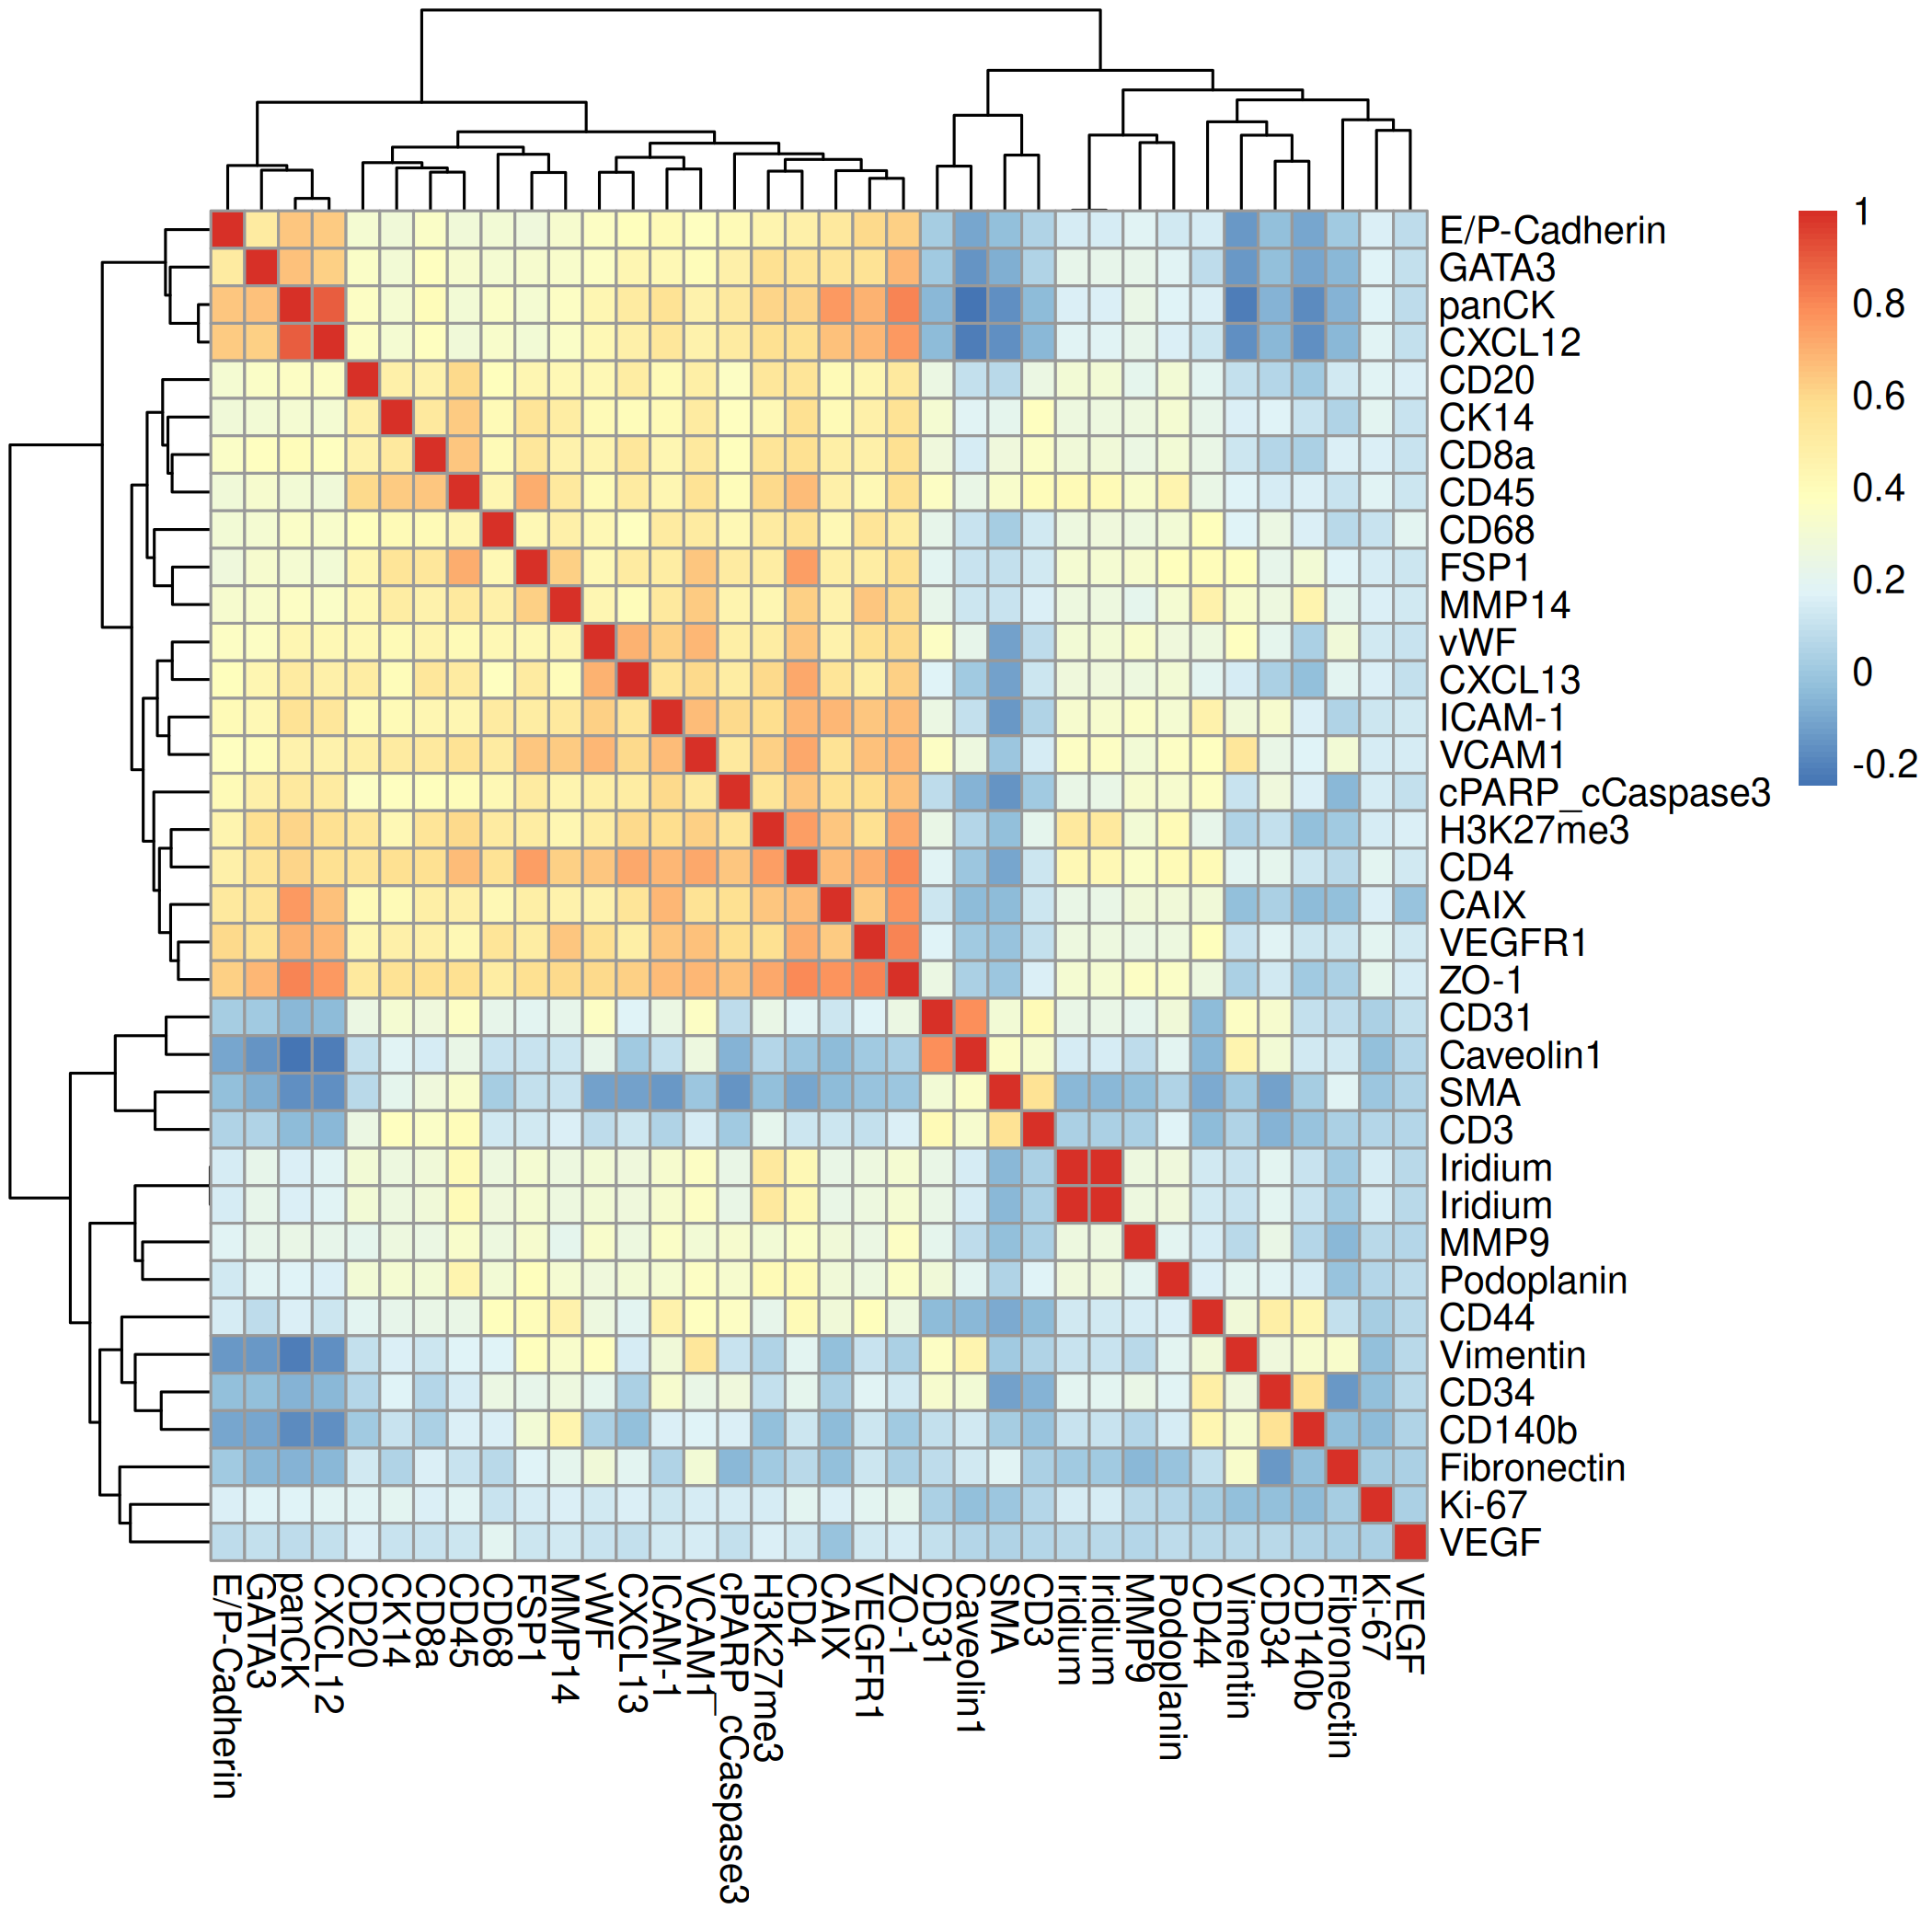 E/P-Cadherin
GATA3
panCK
CXCL12
CD20
CK14
CD8a
CD45
CD68
FSP1
MMP14
vWF
CXCL13
ICAM-1
VCAM1
cPARP_cCaspase3
H3K27me3
CD4
CAIX
VEGFR1
ZO-1
CD31
Caveolin1
SMA
CD3
Iridium
Iridium
MMP9
Podoplanin
CD44
Vimentin
CD34
CD140b
Fibronectin
Ki-67
VEGF
1
0.8
0.6
0.4
0.2
0
-0.2
E/P-Cadherin
GATA3
panCK
CXCL12
CD20
CK14
CD8a
CD45
CD68
FSP1
MMP14
vWF
CXCL13
ICAM-1
VCAM1
cPARP_cCaspase3
H3K27me3
CD4
CAIX
VEGFR1
ZO-1
CD31
Caveolin1
SMA
CD3
Iridium
Iridium
MMP9
Podoplanin
CD44
Vimentin
CD34
CD140b
Fibronectin
Ki-67
VEGF